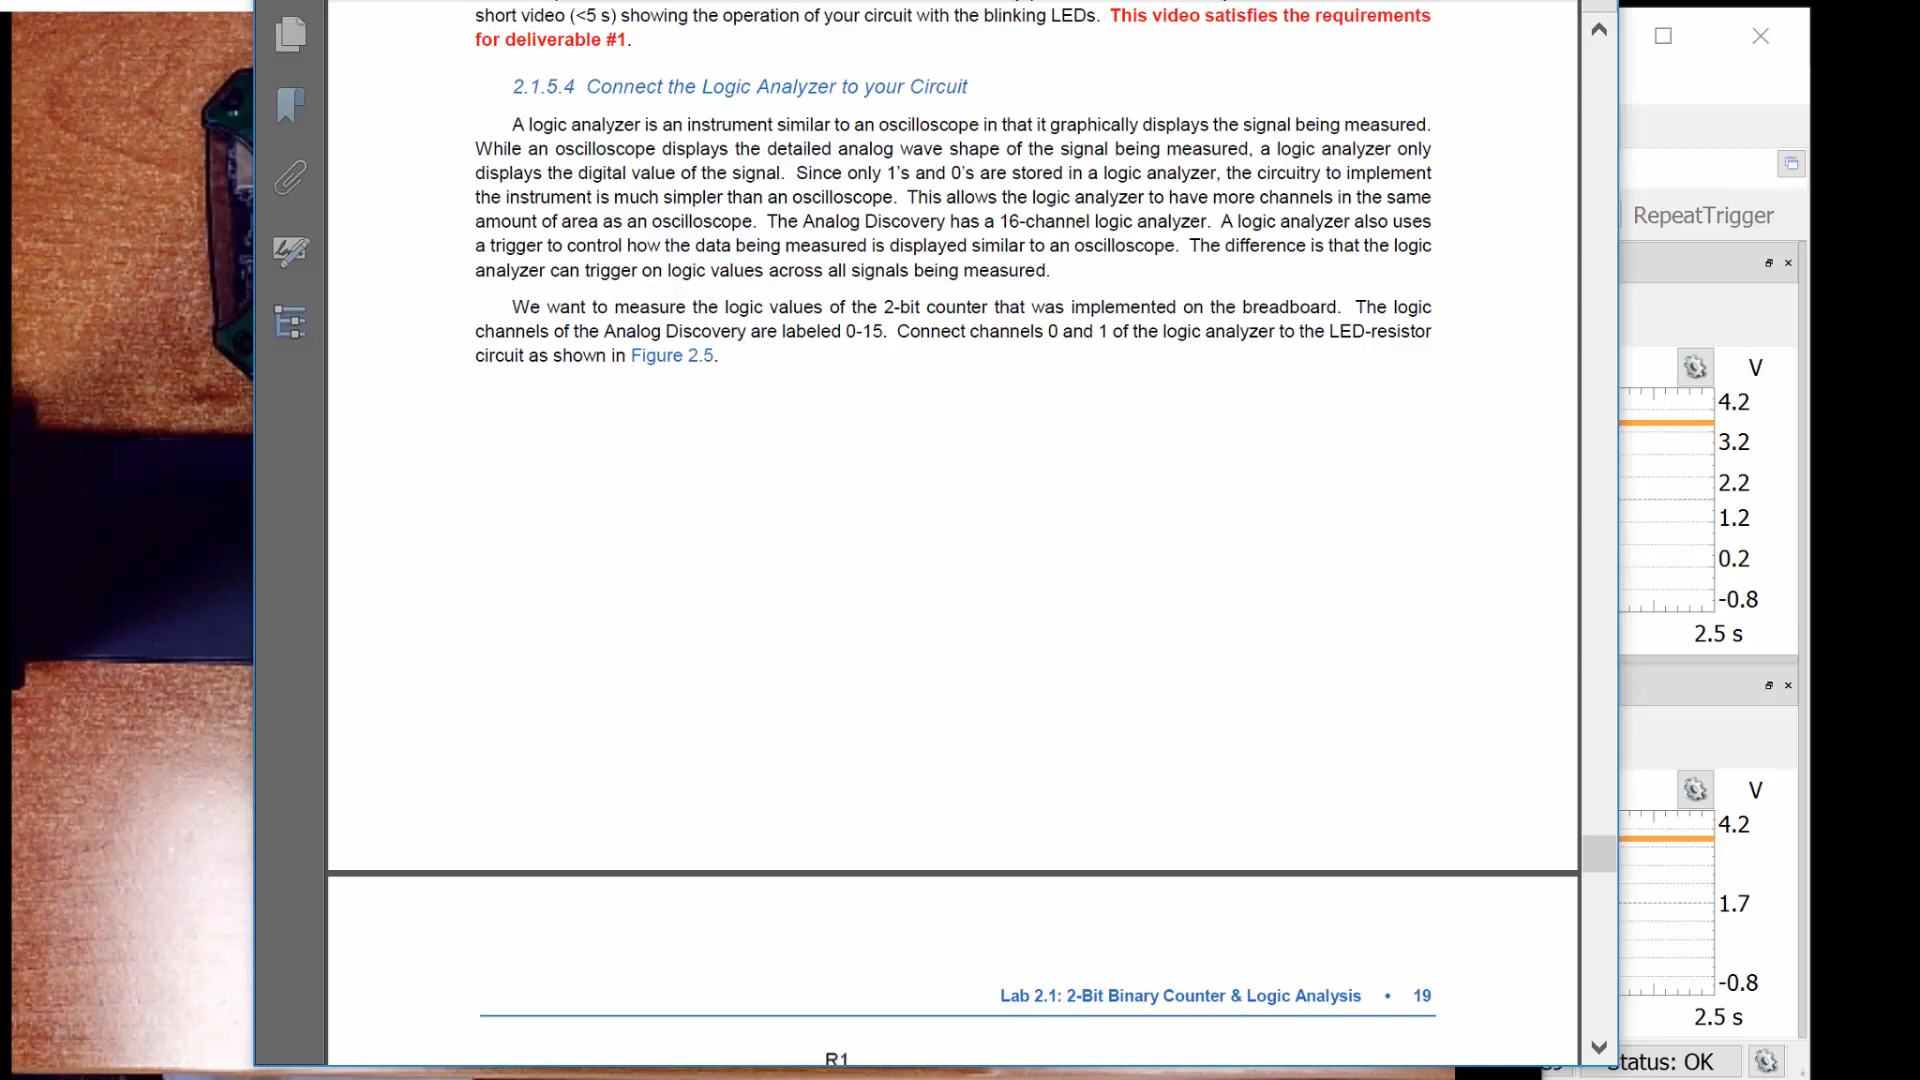 short video (<5 s) showing the operation of your circuit with the blinking LEDs. This video satisfies the requirements
for deliverable #1.
2.1.5.4 Connect the Logic Analyzer to your Circuit
A logic analyzer is an instrument similar to an oscilloscope in that it graphically displays the signal being measured.
While an oscilloscope displays the detailed analog wave shape of the signal being measured, a logic analyzer only
displays the digital value of the signal. Since only 1's and 0's are stored in a logic analyzer, the circuitry to implement
the instrument is much simpler than an oscilloscope. This allows the logic analyzer to have more channels in the same
amount of area as an oscilloscope. The Analog Discovery has a 16-channel logic analyzer. A logic analyzer also uses
a trigger to control how the data being measured is displayed similar to an oscilloscope. The difference is that the logic
analyzer can trigger on logic values across all signals being measured.
We want to measure the logic values of the 2-bit counter that was implemented on the breadboard. The logic
channels of the Analog Discovery are labeled 0-15. Connect channels 0 and 1 of the logic analyzer to the LED-resistor
circuit as shown in Figure 2.5.
Lab 2.1: 2-Bit Binary Counter & Logic Analysis • 19
R1
RepeatTrigger
V
4.2
3.2
2.2
1.2
0.2
-0.8
2.5 s
V
4.2
1.7
-0.8
2.5 s
Status: OK